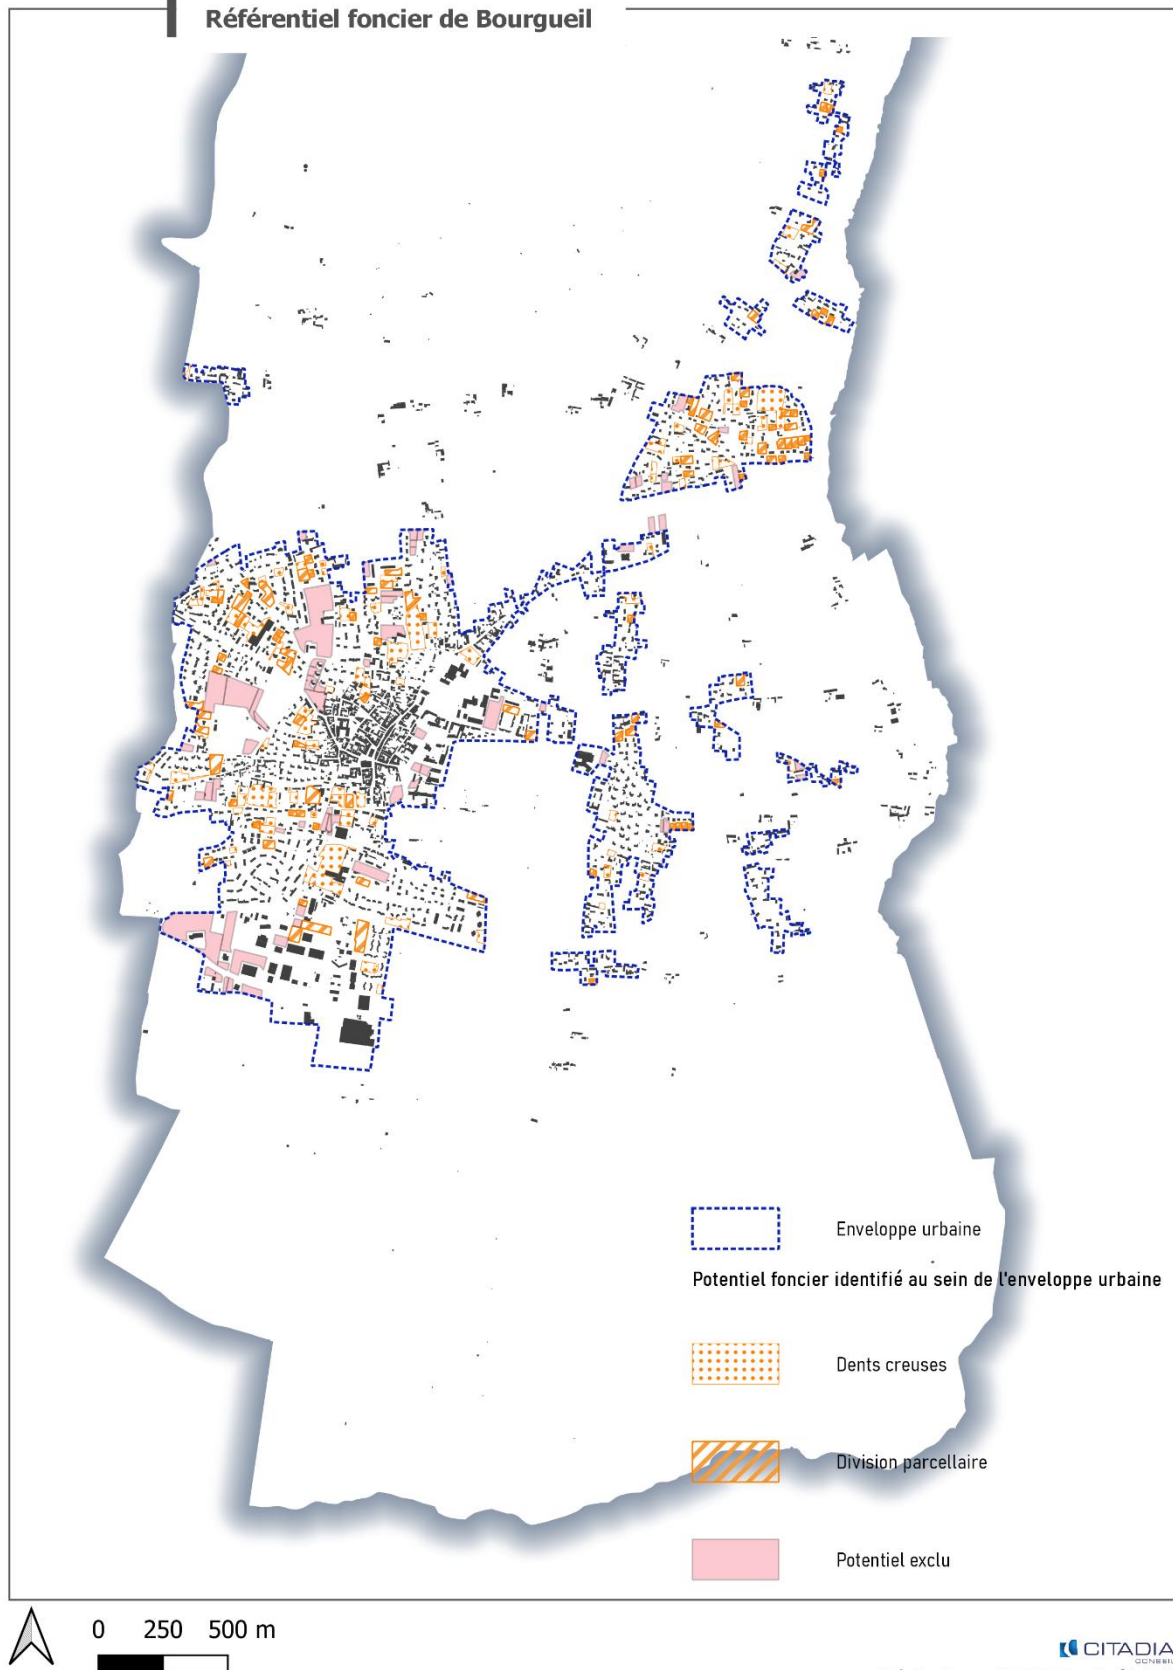 Référentiel foncier de Bourgueil
Enveloppe urbaine
Potentiel foncier identifié au sein de l'enveloppe urbaine
Dents creuses
Division parcellaire
Potentiel exclu
0 250 500 m
CITADIA